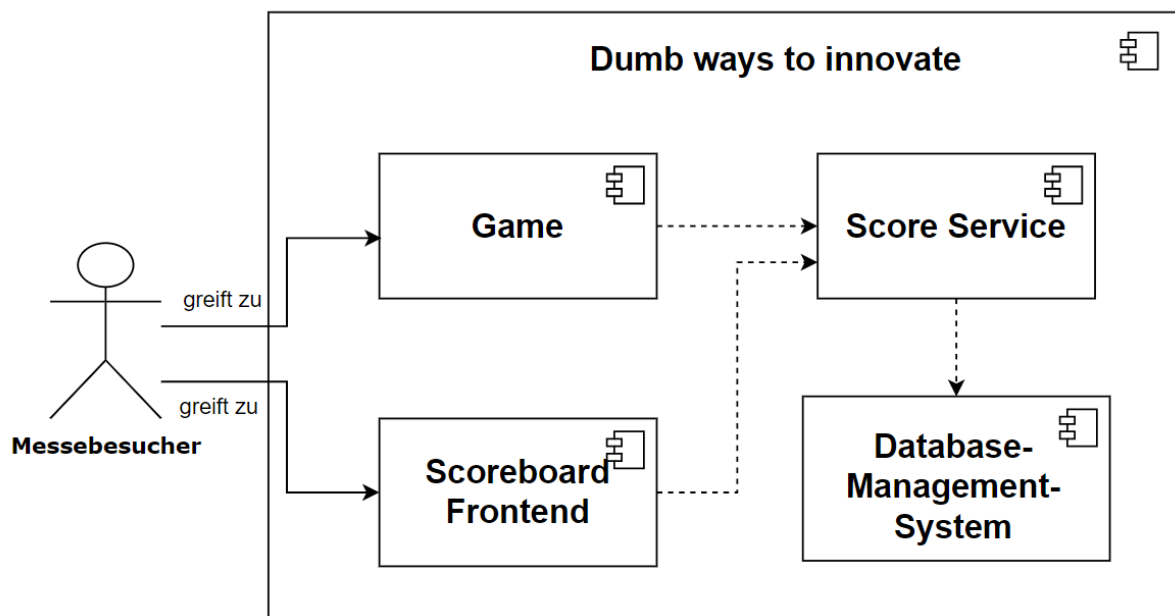 Dumb ways to innovate
Game
Score Service
greift zu
greift zu
Messebesucher
Scoreboard
Frontend
Database-
Management-
System